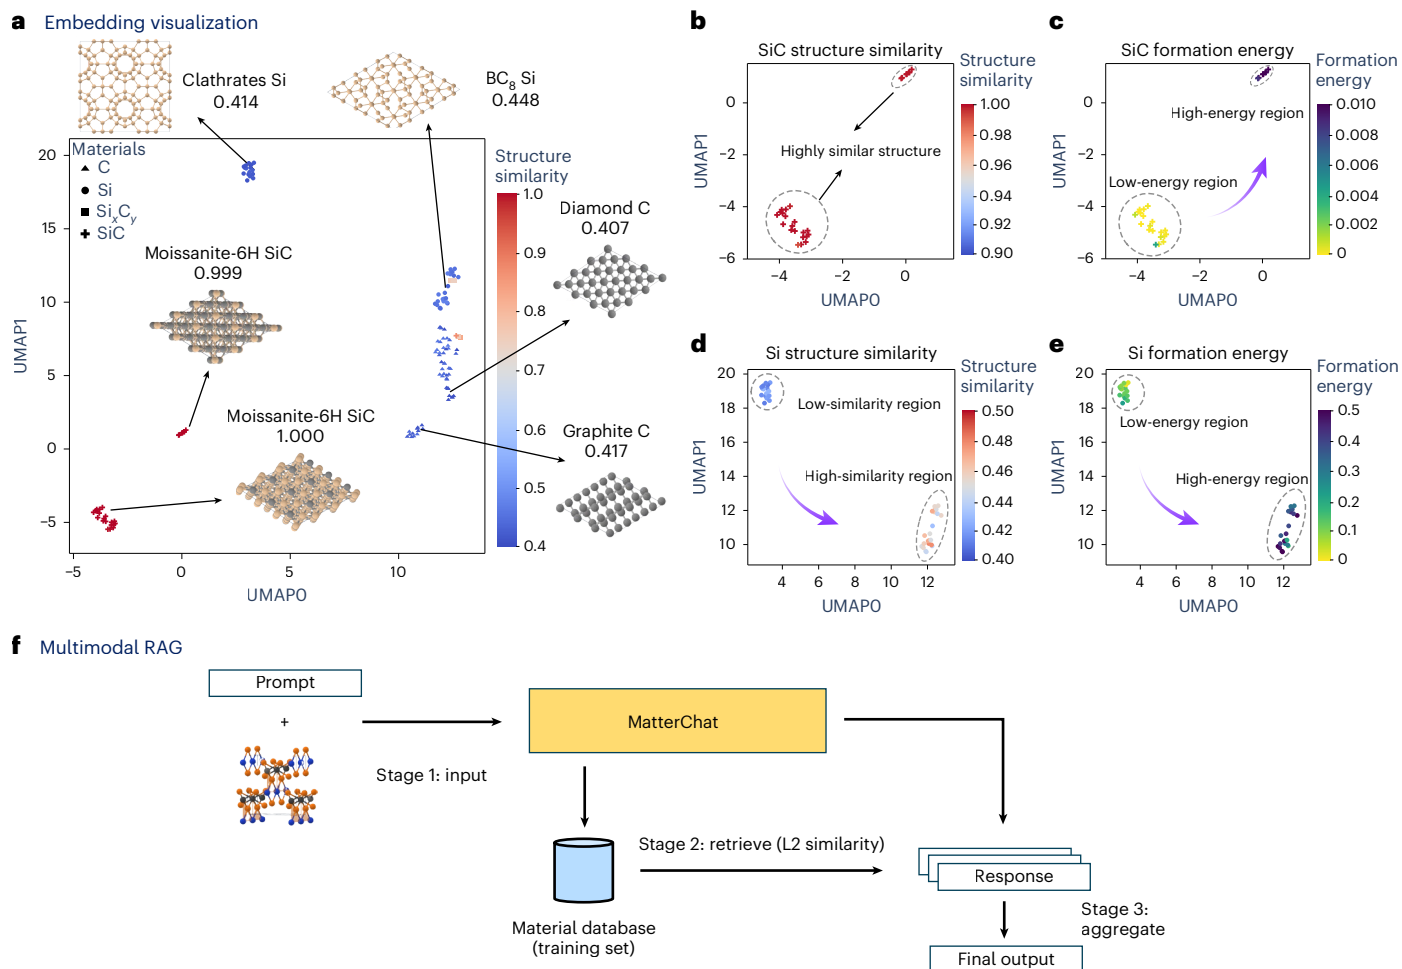 a Embedding visualization
Clathrates Si
0.414
BC8 Si
0.448
Materials
C
Si
SixCy
SiC
Moissanite-6H SiC
0.999
Moissanite-6H SiC
1.000
Structure
similarity
1.0
0.9
0.8
0.7
0.6
0.5
0.4
Diamond C
0.407
Graphite C
0.417
20
15
10
5
0
−5
UMAP1
−5 0 5 10
UMAP0
b
SiC structure similarity
Structure
similarity
1.00
0.98
0.96
0.94
0.92
0.90
Highly similar structure
0
−2
−4
−6
UMAP1
−4 −2 0
UMAP0
c
SiC formation energy
Formation
energy
0.010
0.008
0.006
0.004
0.002
0
High-energy region
Low-energy region
0
−2
−4
−6
UMAP1
−4 −2 0
UMAP0
d
Si structure similarity
Structure
similarity
0.50
0.48
0.46
0.44
0.42
0.40
Low-similarity region
High-similarity region
20
18
16
14
12
10
UMAP1
4 6 8 10 12
UMAP0
e
Si formation energy
Formation
energy
0.5
0.4
0.3
0.2
0.1
0
Low-energy region
High-energy region
20
18
16
14
12
10
UMAP1
4 6 8 10 12
UMAP0
f Multimodal RAG
Prompt
+
Stage 1: input
MatterChat
Stage 2: retrieve (L2 similarity)
Material database
(training set)
Response
Stage 3:
aggregate
Final output